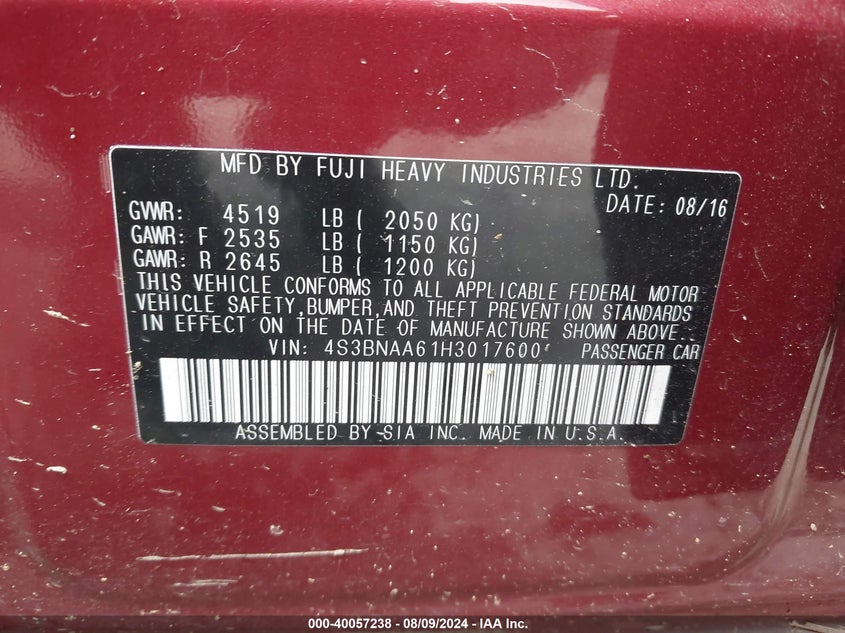 MFD BY FUJI HEAVY INDUSTRIES LTD.
DATE: 08/16
GVWR: 4519 LB ( 2050 KG)
GAWR: F 2535 LB ( 1150 KG)
GAWR: R 2645 LB ( 1200 KG)
THIS VEHICLE CONFORMS TO ALL APPLICABLE FEDERAL MOTOR
VEHICLE SAFETY, BUMPER, AND THEFT PREVENTION STANDARDS
IN EFFECT ON THE DATE OF MANUFACTURE SHOWN ABOVE.
VIN: 4S3BNAA61H3017600 PASSENGER CAR
ASSEMBLED BY SIA INC. MADE IN U.S.A.
000-40057238 - 08/09/2024 - IAAI.com